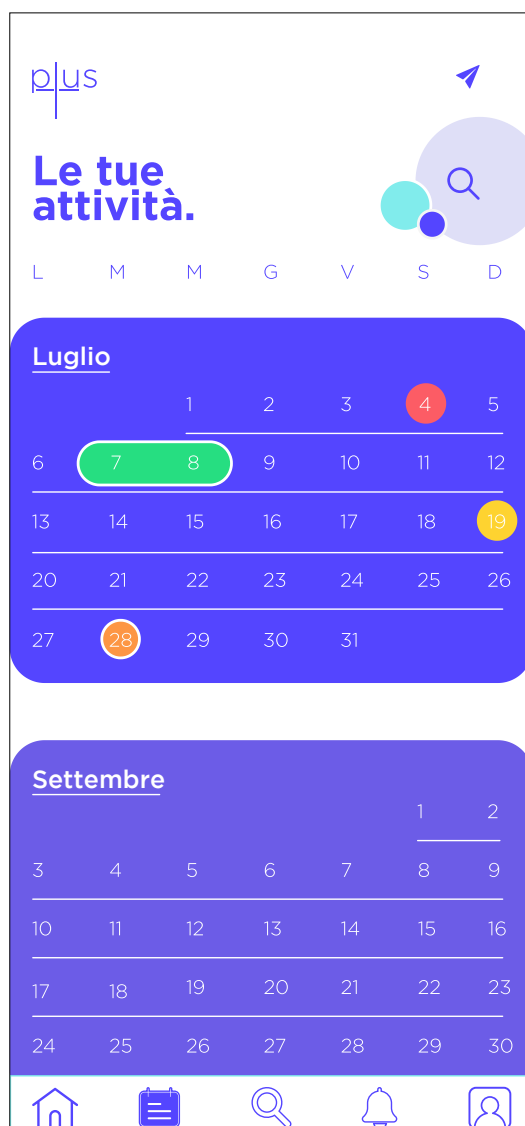 plus
Le tue
attività.
L M M G V S D
Luglio
1 2 3 4 5
6 7 8 9 10 11 12
13 14 15 16 17 18 19
20 21 22 23 24 25 26
27 28 29 30 31
Settembre
1 2
3 4 5 6 7 8 9
10 11 12 13 14 15 16
17 18 19 20 21 22 23
24 25 26 27 28 29 30